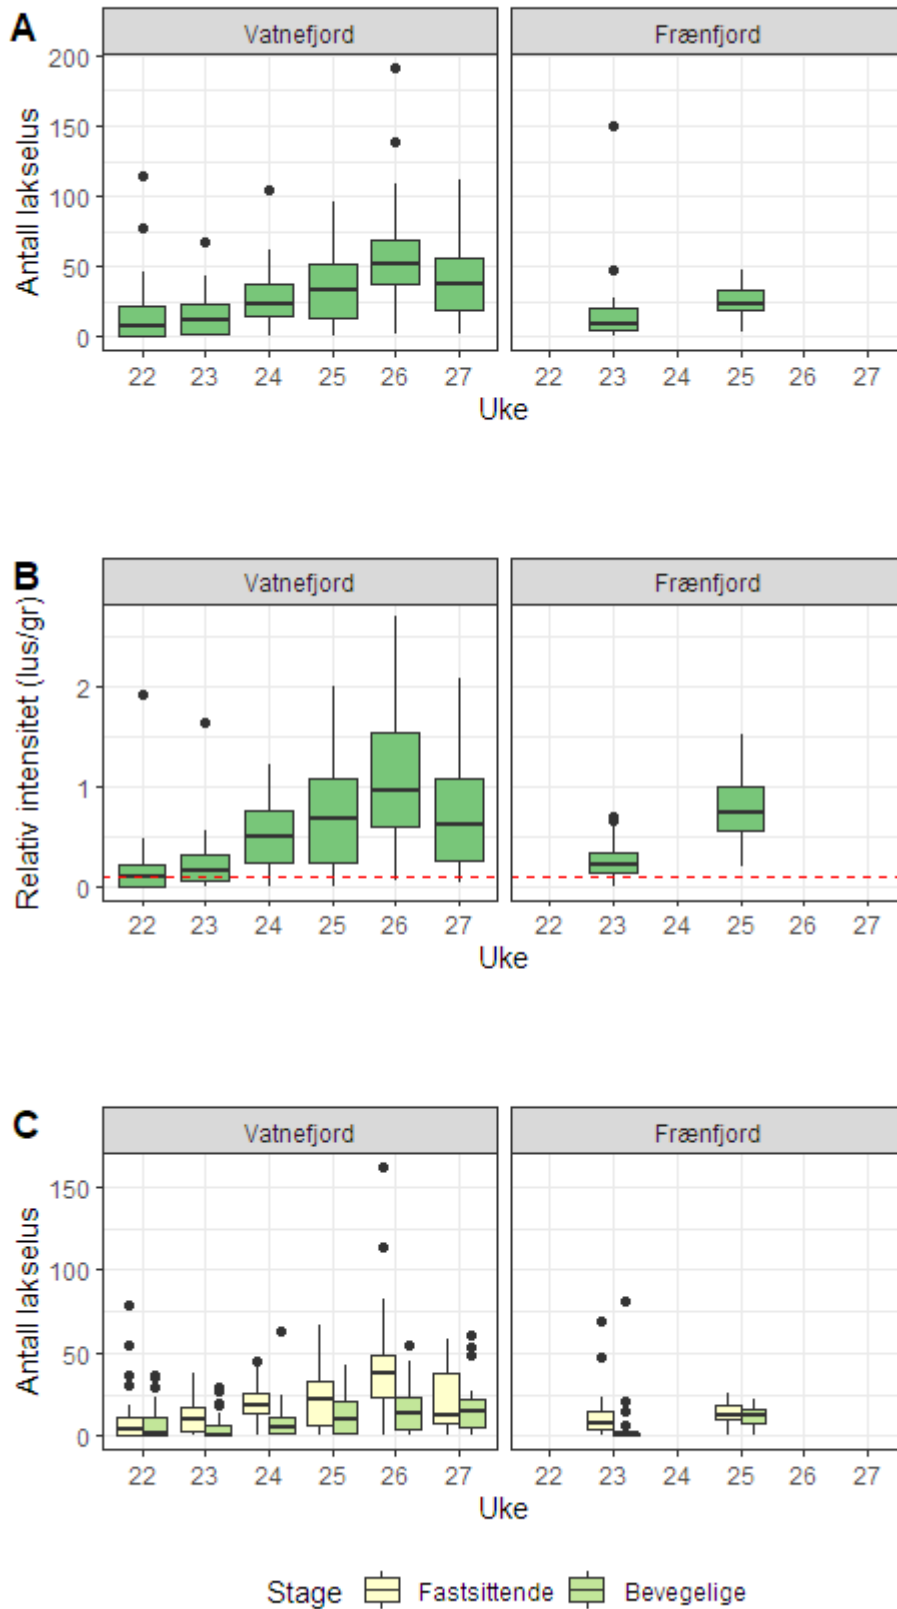 A
Vatnefjord
Frænfjord
Antall lakselus
200
150
100
50
0
22 23 24 25 26 27
22 23 24 25 26 27
Uke
B
Vatnefjord
Frænfjord
Relativ intensitet (lus/gr)
2
1
0
22 23 24 25 26 27
22 23 24 25 26 27
Uke
C
Vatnefjord
Frænfjord
Antall lakselus
150
100
50
0
22 23 24 25 26 27
22 23 24 25 26 27
Uke
Stage Fastsittende Bevegelige